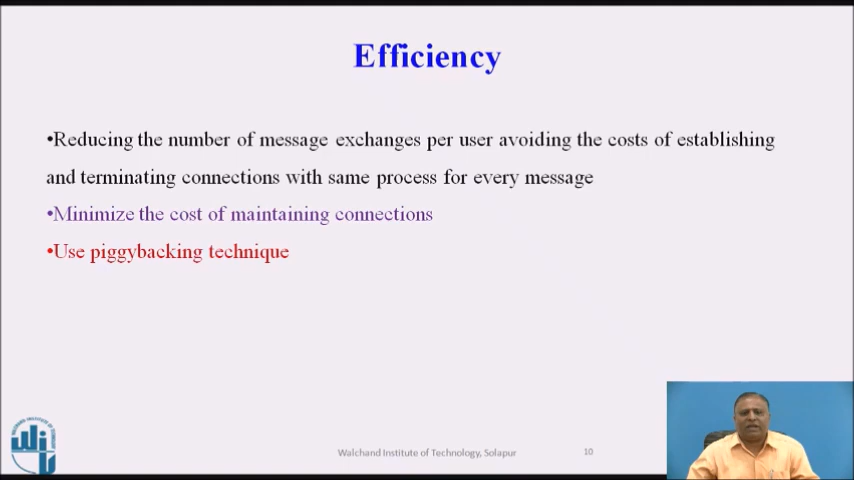 Efficiency
•Reducing the number of message exchanges per user avoiding the costs of establishing
and terminating connections with same process for every message
•Minimize the cost of maintaining connections
•Use piggybacking technique
Walchand Institute of Technology, Solapur
10